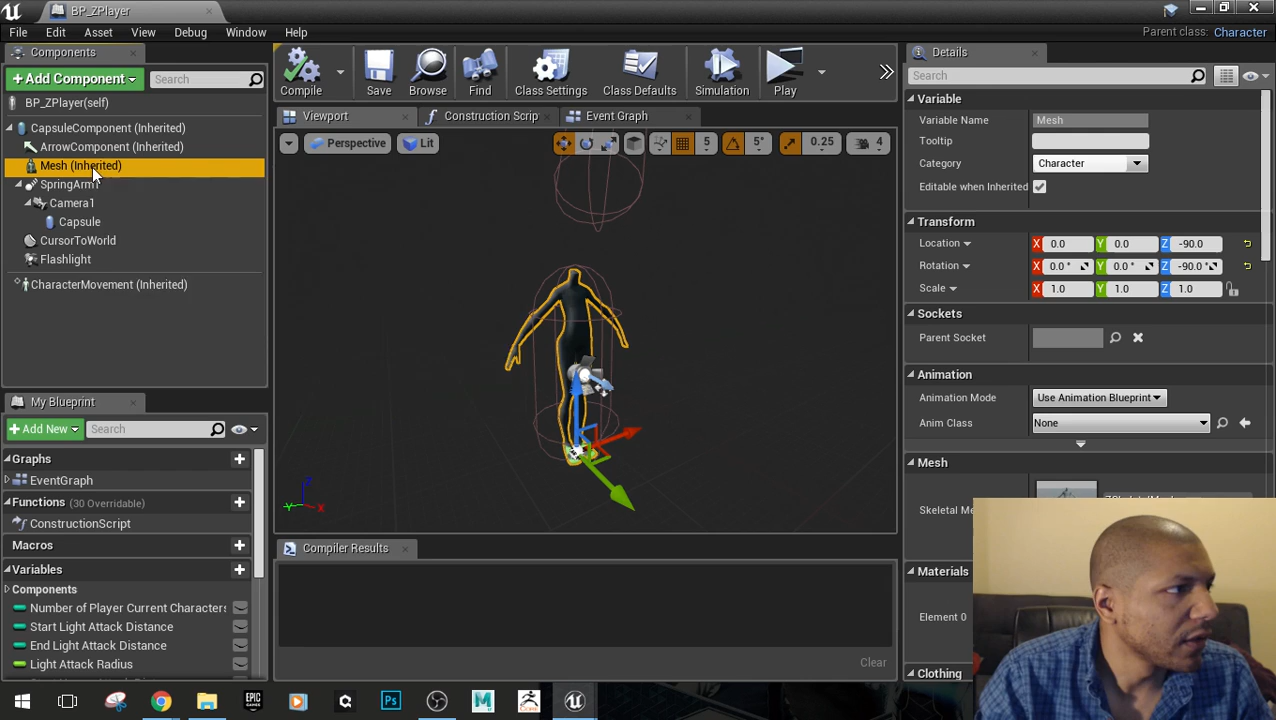 BP_ZPlayer
File Edit Asset View Debug Window Help
Parent class: Character
Components
+Add Component
Search
BP_ZPlayer(self)
CapsuleComponent (Inherited)
ArrowComponent (Inherited)
Mesh (Inherited)
SpringArm1
Camera1
Capsule
CursorToWorld
Flashlight
CharacterMovement (Inherited)
Compile Save Browse Find Class Settings Class Defaults Simulation Play
Viewport Construction Scrip Event Graph
Perspective Lit 5 5° 0.25 4
Z
Y
X
Compiler Results
Clear
My Blueprint
+Add New
Search
Graphs
EventGraph
Functions (30 Overridable)
ConstructionScript
Macros
Variables
Components
Number of Player Current Characters
Start Light Attack Distance
End Light Attack Distance
Light Attack Radius
Details
Search
Variable
Variable Name Mesh
Tooltip
Category Character
Editable when Inherited
Transform
Location X 0.0 Y 0.0 Z -90.0
Rotation X 0.0 ° Y 0.0 ° Z -90.0 °
Scale X 1.0 Y 1.0 Z 1.0
Sockets
Parent Socket
Animation
Animation Mode Use Animation Blueprint
Anim Class None
Mesh
Skeletal Me
Materials
Element 0
Clothing
EPIC GAMES
Ps
M